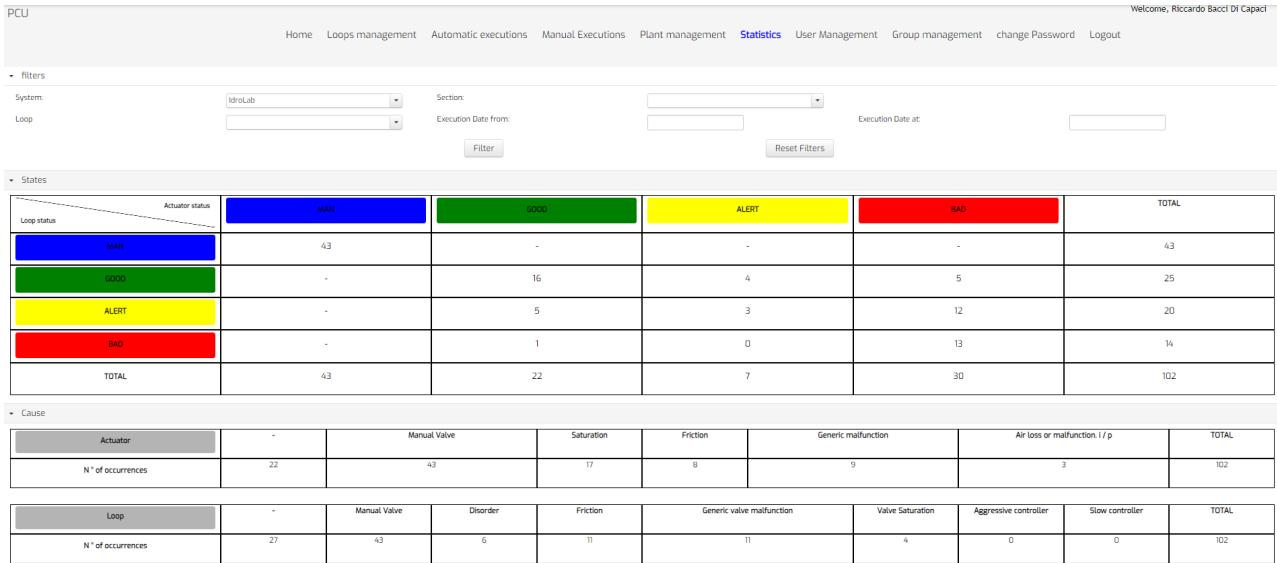 Welcome, Riccardo Bacci Di Capaci
PCU
Home Loops management Automatic executions Manual Executions Plant management Statistics User Management Group management change Password Logout
filters
System: IdroLab Section:
Loop Execution Date from: Execution Date at:
Filter Reset Filters
States
Actuator status
Loop status
MAN GOOD ALERT BAD TOTAL
MAN 43 - - - 43
GOOD - 16 4 5 25
ALERT - 5 3 12 20
BAD - 1 0 13 14
TOTAL 43 22 7 30 102
Cause
Actuator - Manual Valve Saturation Friction Generic malfunction Air loss or malfunction. i / p TOTAL
N ° of occurrences 22 43 17 8 9 3 102
Loop - Manual Valve Disorder Friction Generic valve malfunction Valve Saturation Aggressive controller Slow controller TOTAL
N ° of occurrences 27 43 6 11 11 4 0 0 102